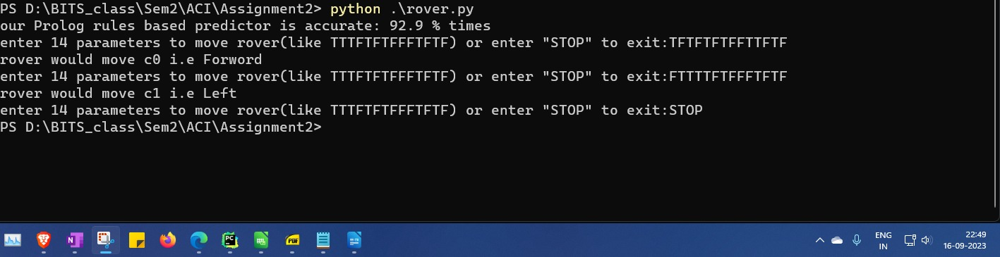 PS D:\BITS_class\Sem2\ACI\Assignment2> python .\rover.py
our Prolog rules based predictor is accurate: 92.9 % times
enter 14 parameters to move rover(like TTTFTFTFFFTFTF) or enter "STOP" to exit:TFTFTFTFFTTFTF
rover would move c0 i.e Forword
enter 14 parameters to move rover(like TTTFTFTFFFTFTF) or enter "STOP" to exit:FTTTTFTFFFTFTF
rover would move c1 i.e Left
enter 14 parameters to move rover(like TTTFTFTFFFTFTF) or enter "STOP" to exit:STOP
PS D:\BITS_class\Sem2\ACI\Assignment2>
N
PC
PDF
ENG
IN
22:49
16-09-2023